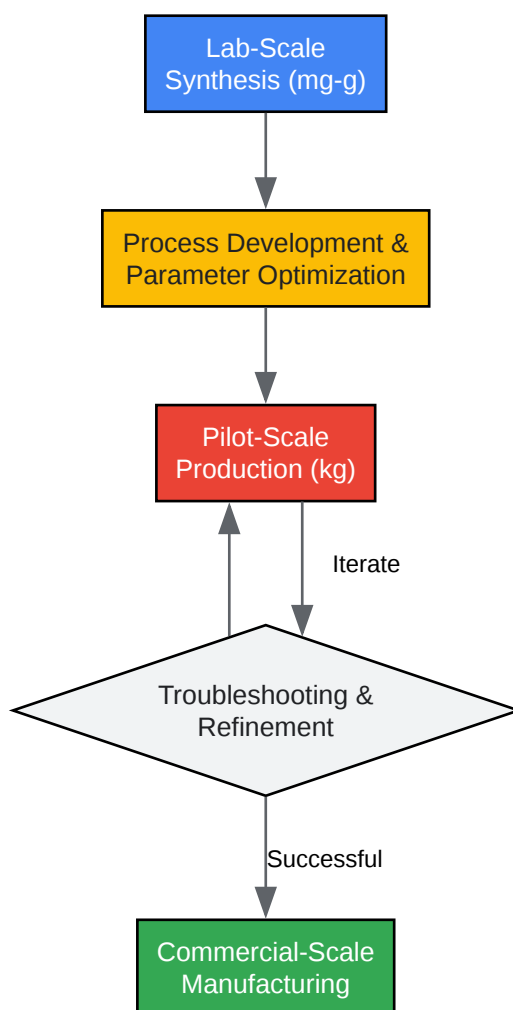 Lab-Scale
Synthesis (mg-g)
Process Development &
Parameter Optimization
Pilot-Scale
Production (kg)
Iterate
Troubleshooting &
Refinement
Successful
Commercial-Scale
Manufacturing